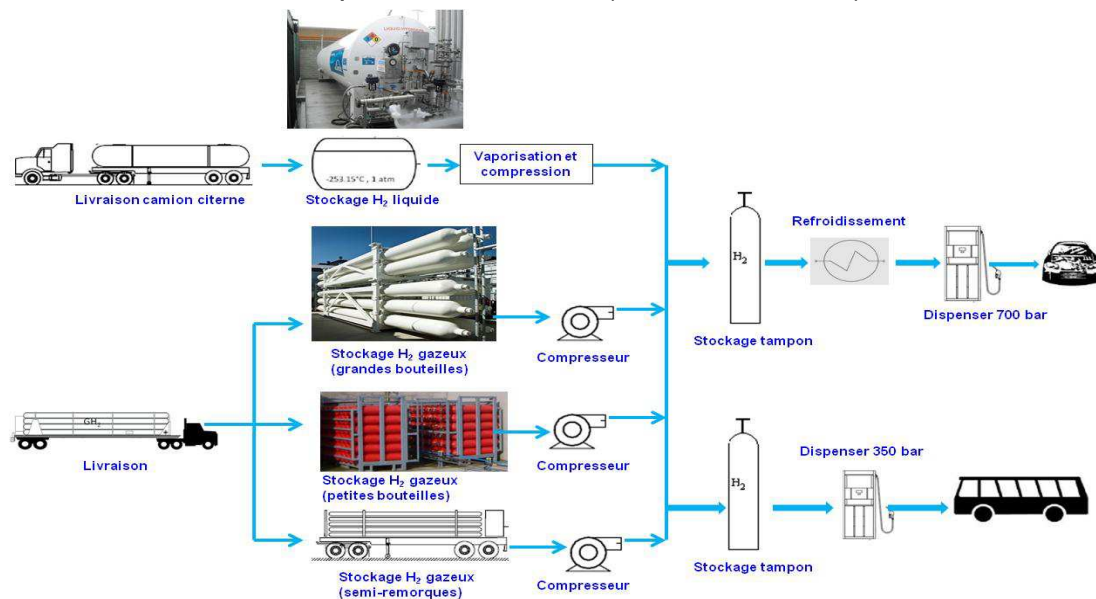 Livraison camion citerne
-253.15°C , 1 atm
Stockage H₂ liquide
Vaporisation et
compression
Stockage H₂ gazeux
(grandes bouteilles)
Compresseur
GH₂
Livraison
Stockage H₂ gazeux
(petites bouteilles)
Compresseur
Stockage H₂ gazeux
(semi-remorques)
Compresseur
H₂
Stockage tampon
Refroidissement
Dispenser 700 bar
H₂
Stockage tampon
Dispenser 350 bar